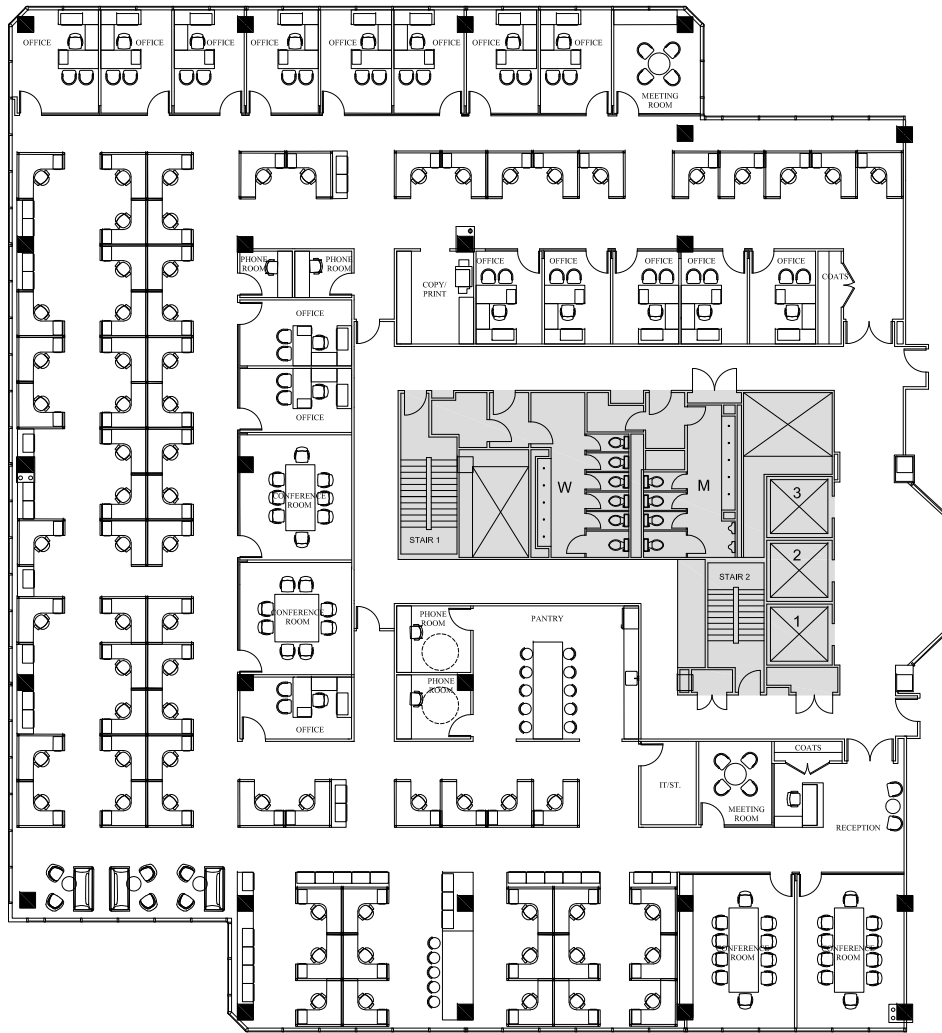 OFFICE
OFFICE
OFFICE
OFFICE
OFFICE
OFFICE
OFFICE
OFFICE
MEETING
ROOM
PHONE
ROOM
PHONE
ROOM
COPY/
PRINT
OFFICE
OFFICE
OFFICE
OFFICE
OFFICE
COATS
OFFICE
OFFICE
CONFERENCE
ROOM
W
M
3
STAIR 1
2
STAIR 2
1
CONFERENCE
ROOM
PHONE
ROOM
PANTRY
PHONE
ROOM
OFFICE
COATS
IT/ST.
MEETING
ROOM
RECEPTION
CONFERENCE
ROOM
CONFERENCE
ROOM